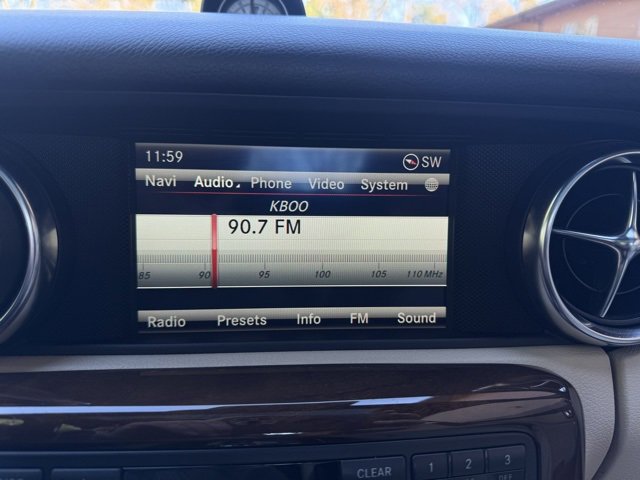 11:59 SW
Navi Audio Phone Video System
KBOO
90.7 FM
85 90 95 100 105 110 MHz
Radio Presets Info FM Sound
CLEAR 1 2 3
OFF